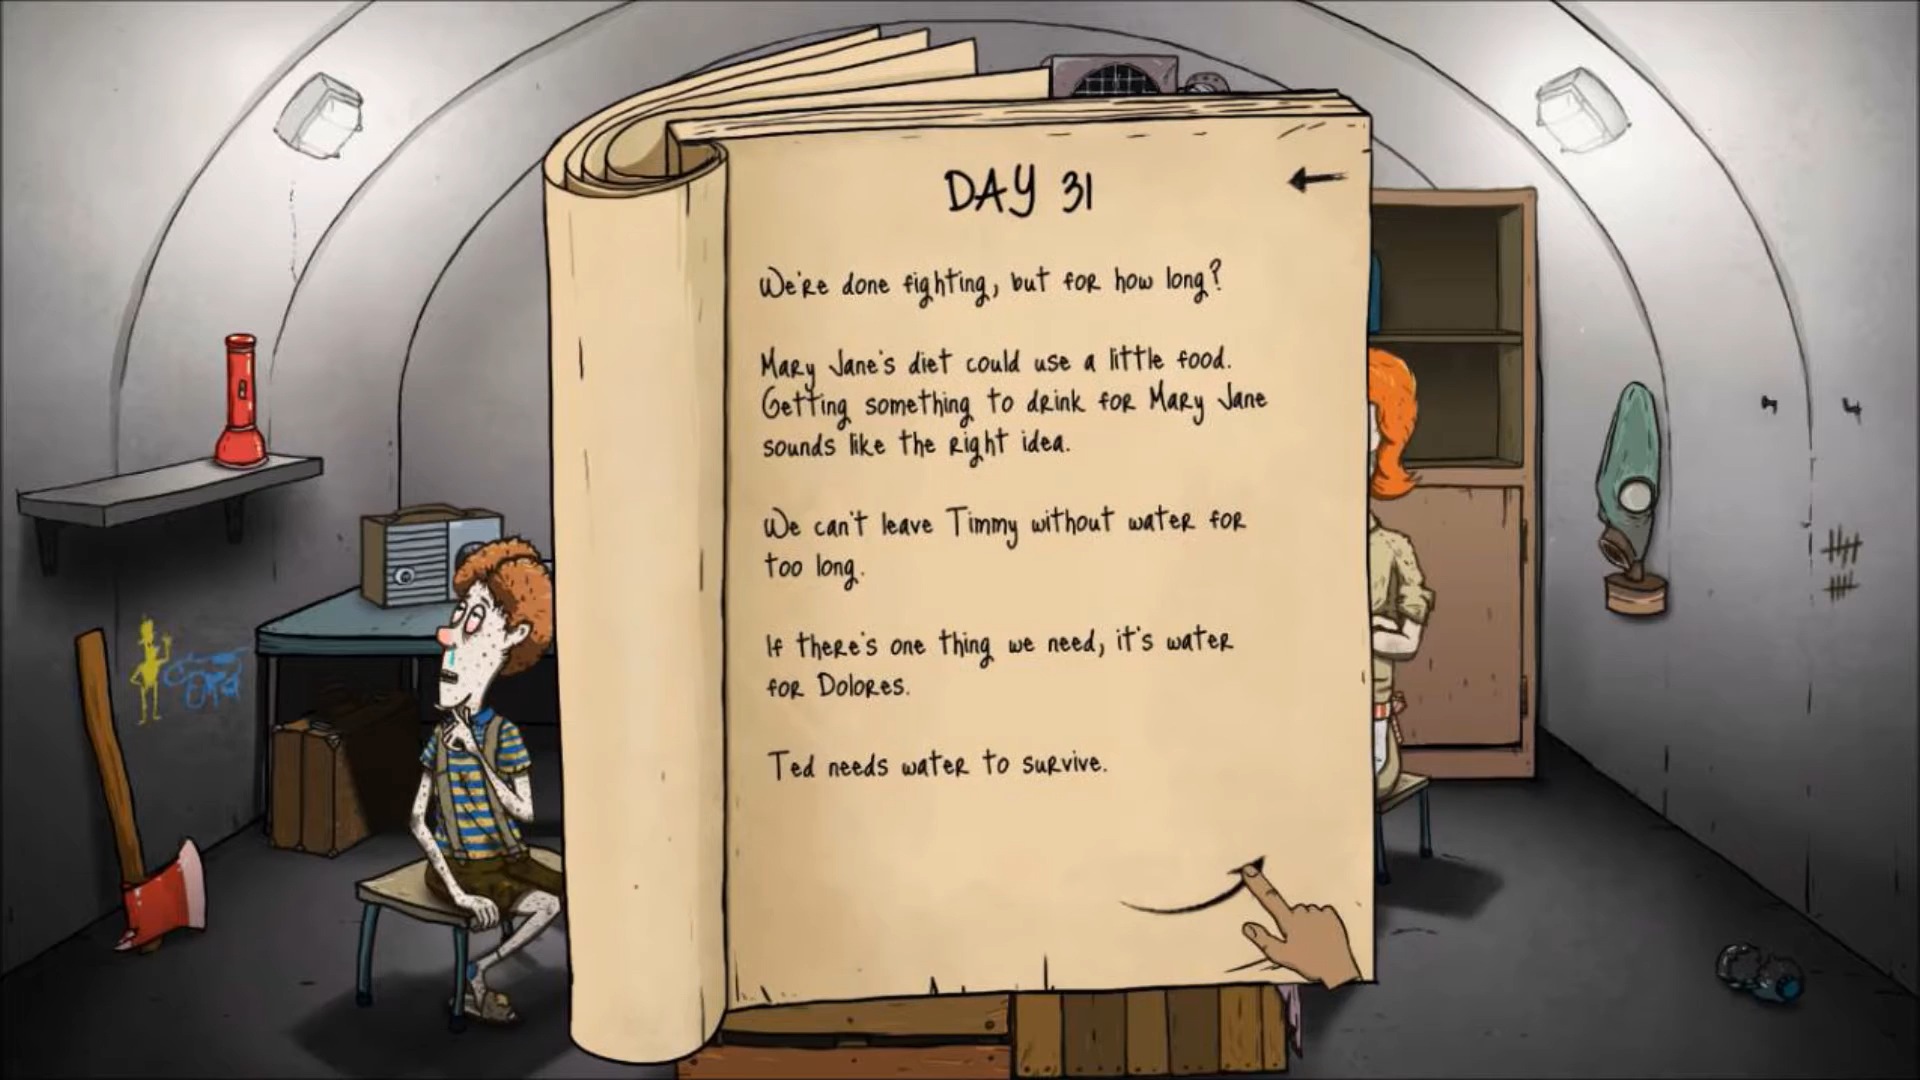 DAY 31
We're done fighting, but for how long?
Mary Jane's diet could use a little food.
Getting something to drink for Mary Jane
sounds like the right idea.
We can't leave Timmy without water for
too long.
If there's one thing we need, it's water
for Dolores.
Ted needs water to survive.